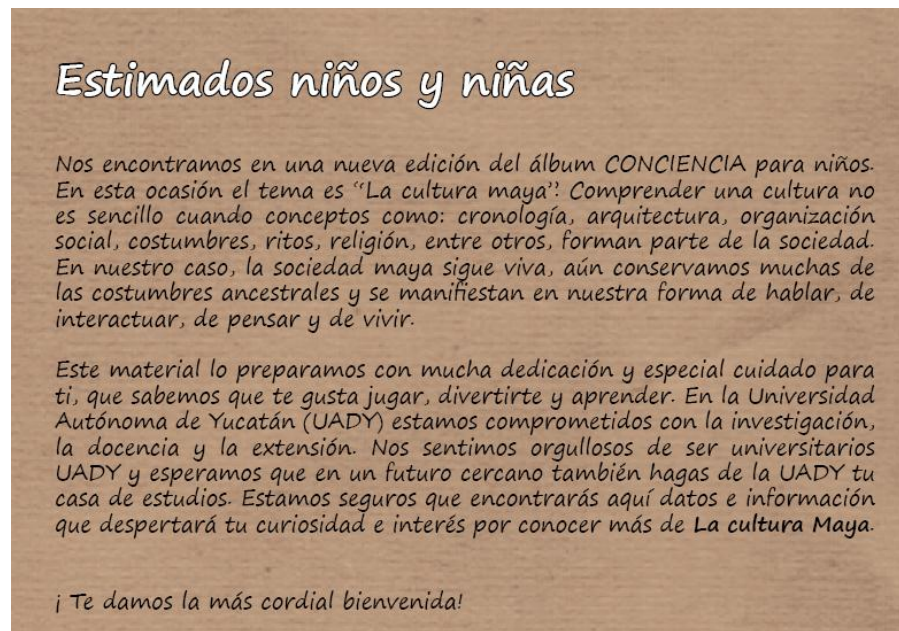 Estimados niños y niñas
Nos encontramos en una nueva edición del álbum CONCIENCIA para niños.
En esta ocasión el tema es “La cultura maya”. Comprender una cultura no
es sencillo cuando conceptos como: cronología, arquitectura, organización
social, costumbres, ritos, religión, entre otros, forman parte de la sociedad.
En nuestro caso, la sociedad maya sigue viva, aún conservamos muchas de
las costumbres ancestrales y se manifiestan en nuestra forma de hablar, de
interactuar, de pensar y de vivir.
Este material lo preparamos con mucha dedicación y especial cuidado para
ti, que sabemos que te gusta jugar, divertirte y aprender. En la Universidad
Autónoma de Yucatán (UADY) estamos comprometidos con la investigación,
la docencia y la extensión. Nos sentimos orgullosos de ser universitarios
UADY y esperamos que en un futuro cercano también hagas de la UADY tu
casa de estudios. Estamos seguros que encontrarás aquí datos e información
que despertará tu curiosidad e interés por conocer más de La cultura Maya.
¡ Te damos la más cordial bienvenida!